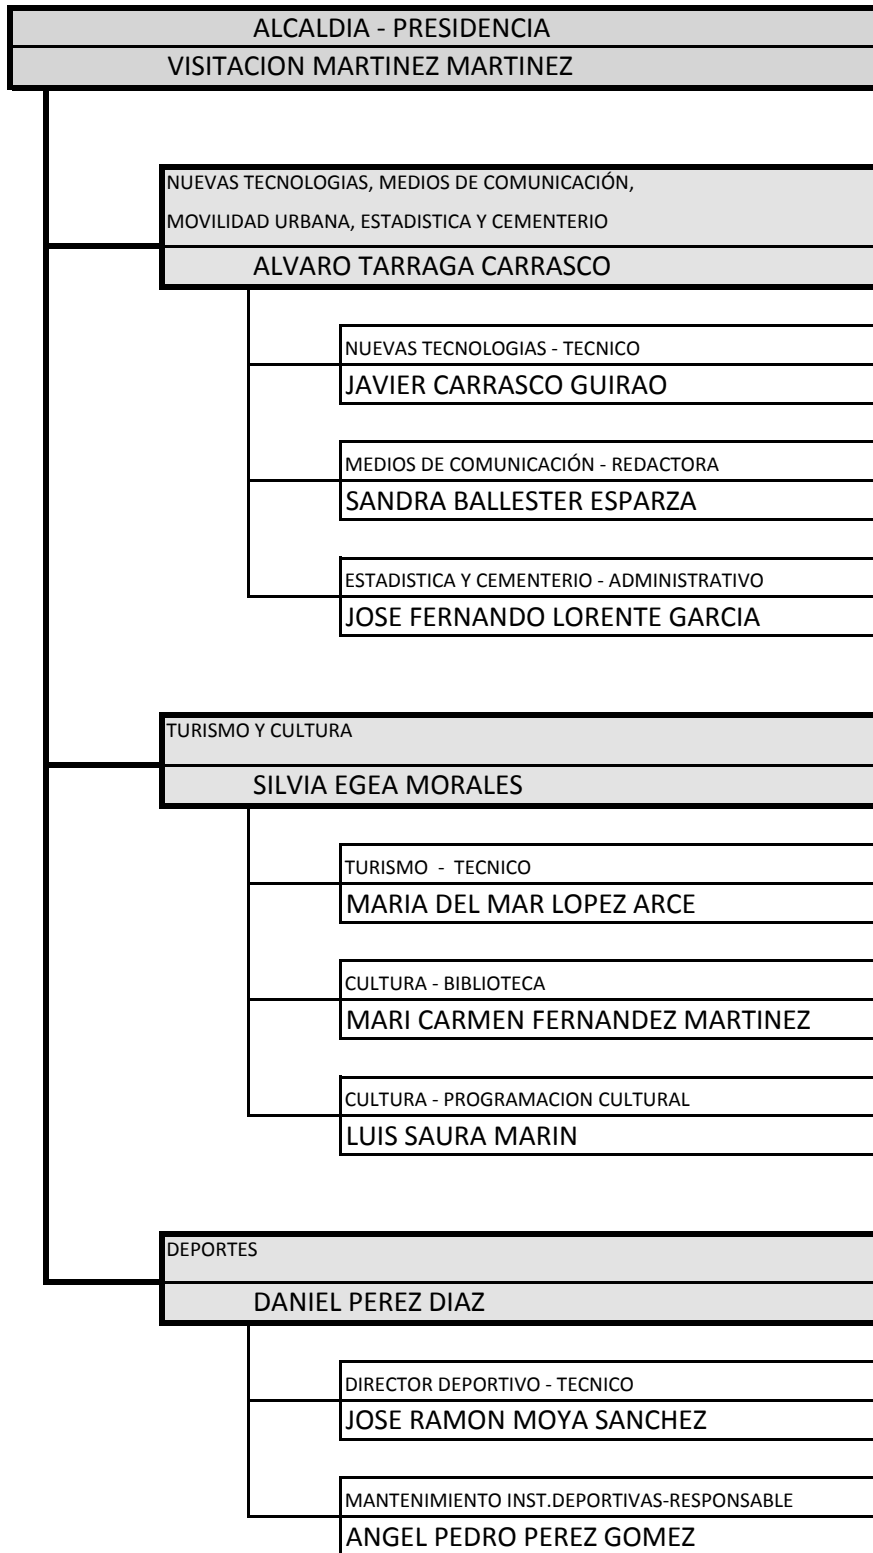 ALCALDIA - PRESIDENCIA
VISITACION MARTINEZ MARTINEZ
NUEVAS TECNOLOGIAS, MEDIOS DE COMUNICACIÓN,
MOVILIDAD URBANA, ESTADISTICA Y CEMENTERIO
ALVARO TARRAGA CARRASCO
NUEVAS TECNOLOGIAS - TECNICO
JAVIER CARRASCO GUIRAO
MEDIOS DE COMUNICACIÓN - REDACTORA
SANDRA BALLESTER ESPARZA
ESTADISTICA Y CEMENTERIO - ADMINISTRATIVO
JOSE FERNANDO LORENTE GARCIA
TURISMO Y CULTURA
SILVIA EGEA MORALES
TURISMO - TECNICO
MARIA DEL MAR LOPEZ ARCE
CULTURA - BIBLIOTECA
MARI CARMEN FERNANDEZ MARTINEZ
CULTURA - PROGRAMACION CULTURAL
LUIS SAURA MARIN
DEPORTES
DANIEL PEREZ DIAZ
DIRECTOR DEPORTIVO - TECNICO
JOSE RAMON MOYA SANCHEZ
MANTENIMIENTO INST.DEPORTIVAS-RESPONSABLE
ANGEL PEDRO PEREZ GOMEZ